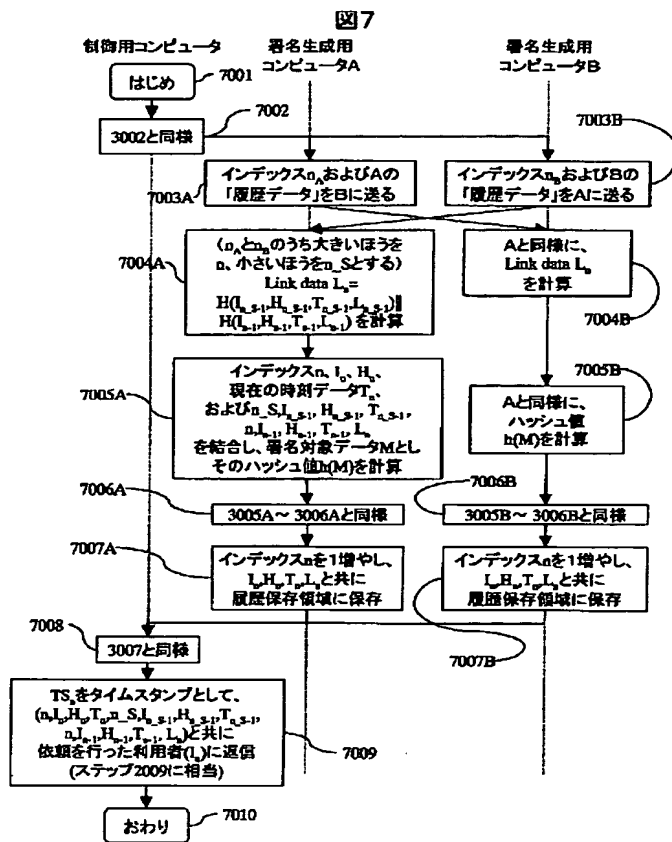 図7
制御用コンピュータ
署名生成用
コンピュータA
署名生成用
コンピュータB
はじめ
7001
3002と同様
7002
7003B
インデックスn_AおよびAの
「履歴データ」をBに送る
7003A
インデックスn_BおよびBの
「履歴データ」をAに送る
(n_Aとn_Bのうち大きいほうを
n、小さいほうをn_Sとする)
Link data L_n=
H(I_n_S-1,H_n_S-1,T_n_S-1,L_n_S-1)||
H(I_n-1,H_n-1,T_n-1,L_n-1) を計算
7004A
Aと同様に、
Link data L_n
を計算
7004B
インデックスn、I_n、H_n、
現在の時刻データT_n、
およびn_S,I_n_S-1, H_n_S-1, T_n_S-1,
n,I_n-1, H_n-1, T_n-1, L_n
を結合し、署名対象データMとし
そのハッシュ値h(M)を計算
7005A
Aと同様に、
ハッシュ値
h(M)を計算
7005B
7006A
3005A～3006Aと同様
7006B
3005B～3006Bと同様
7007A
インデックスnを1増やし、
I_n,H_n,T_n,L_nと共に
履歴保存領域に保存
インデックスnを1増やし、
I_n,H_n,T_n,L_nと共に
履歴保存領域に保存
7007B
7008
3007と同様
TS_nをタイムスタンプとして、
(n,I_n,H_n,T_n,n_S,I_n_S-1,H_n_S-1,T_n_S-1,
n,I_n-1,H_n-1,T_n-1, L_n)と共に
依頼を行った利用者(I_n)に返信
(ステップ2009に相当)
7009
おわり
7010